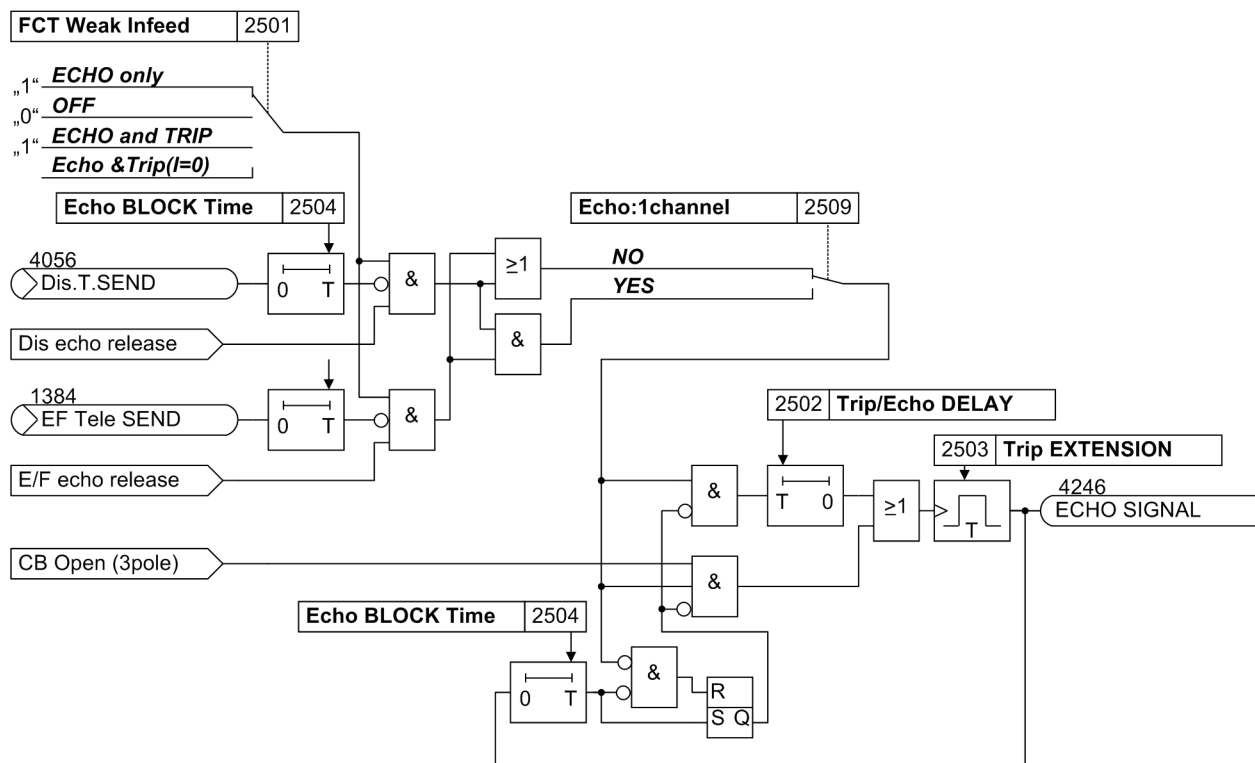 FCT Weak Infeed 2501
„1“ ECHO only
„0“ OFF
„1“ ECHO and TRIP
Echo &Trip(I=0)
Echo BLOCK Time 2504
Echo:1channel 2509
4056
Dis.T.SEND
0 T
&
≥1
NO
YES
&
Dis echo release
1384
EF Tele SEND
0 T
&
2502 Trip/Echo DELAY
2503 Trip EXTENSION
E/F echo release
&
T 0
≥1
T
4246
ECHO SIGNAL
CB Open (3pole)
&
Echo BLOCK Time 2504
0 T
&
R
S Q